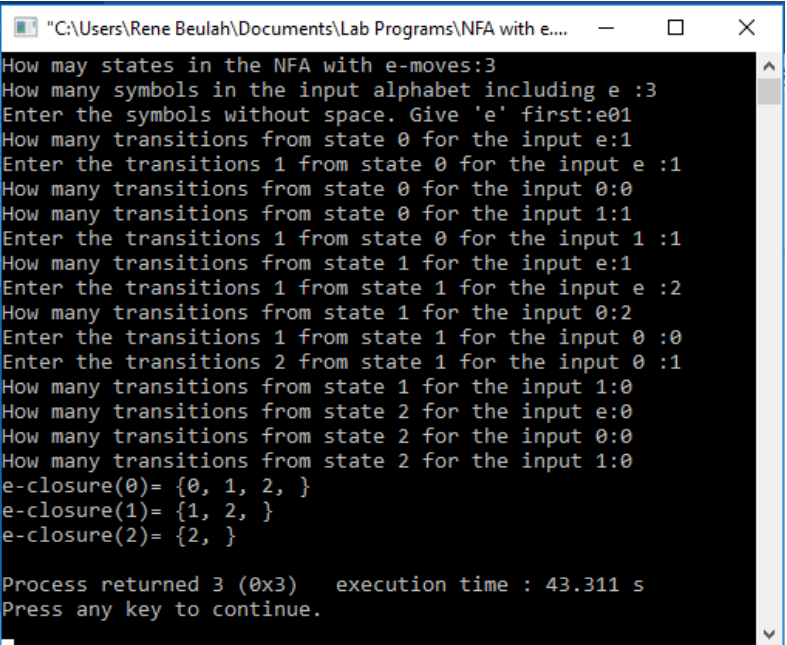 "C:\Users\Rene Beulah\Documents\Lab Programs\NFA with e....
How may states in the NFA with e-moves:3
How many symbols in the input alphabet including e :3
Enter the symbols without space. Give 'e' first:e01
How many transitions from state 0 for the input e:1
Enter the transitions 1 from state 0 for the input e :1
How many transitions from state 0 for the input 0:0
How many transitions from state 0 for the input 1:1
Enter the transitions 1 from state 0 for the input 1 :1
How many transitions from state 1 for the input e:1
Enter the transitions 1 from state 1 for the input e :2
How many transitions from state 1 for the input 0:2
Enter the transitions 1 from state 1 for the input 0 :0
Enter the transitions 2 from state 1 for the input 0 :1
How many transitions from state 1 for the input 1:0
How many transitions from state 2 for the input e:0
How many transitions from state 2 for the input 0:0
How many transitions from state 2 for the input 1:0
e-closure(0)= {0, 1, 2, }
e-closure(1)= {1, 2, }
e-closure(2)= {2, }
Process returned 3 (0x3)   execution time : 43.311 s
Press any key to continue.